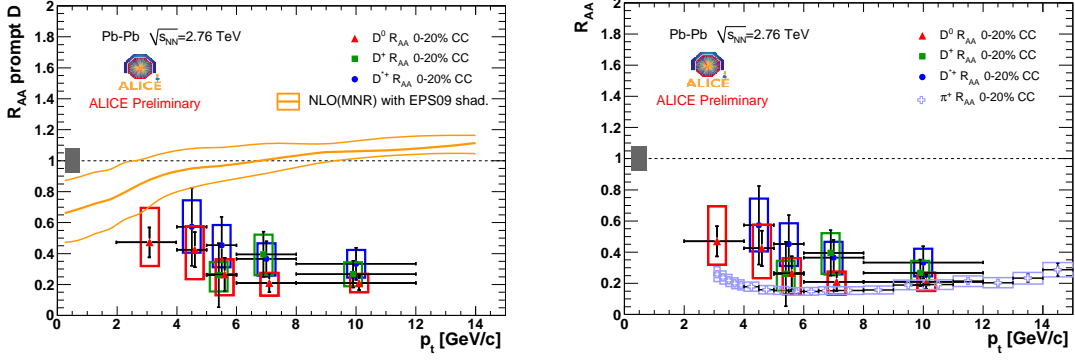 R_AA prompt D
2
1.8
1.6
1.4
1.2
1
0.8
0.6
0.4
0.2
0
Pb-Pb √s_NN=2.76 TeV
ALICE
ALICE Preliminary
D⁰ R_AA 0-20% CC
D⁺ R_AA 0-20% CC
D*⁺ R_AA 0-20% CC
NLO(MNR) with EPS09 shad.
0 2 4 6 8 10 12 14
p_t [GeV/c]
R_AA
2
1.8
1.6
1.4
1.2
1
0.8
0.6
0.4
0.2
0
Pb-Pb √s_NN=2.76 TeV
ALICE
ALICE Preliminary
D⁰ R_AA 0-20% CC
D⁺ R_AA 0-20% CC
D*⁺ R_AA 0-20% CC
π⁺ R_AA 0-20% CC
2 4 6 8 10 12 14
p_t [GeV/c]